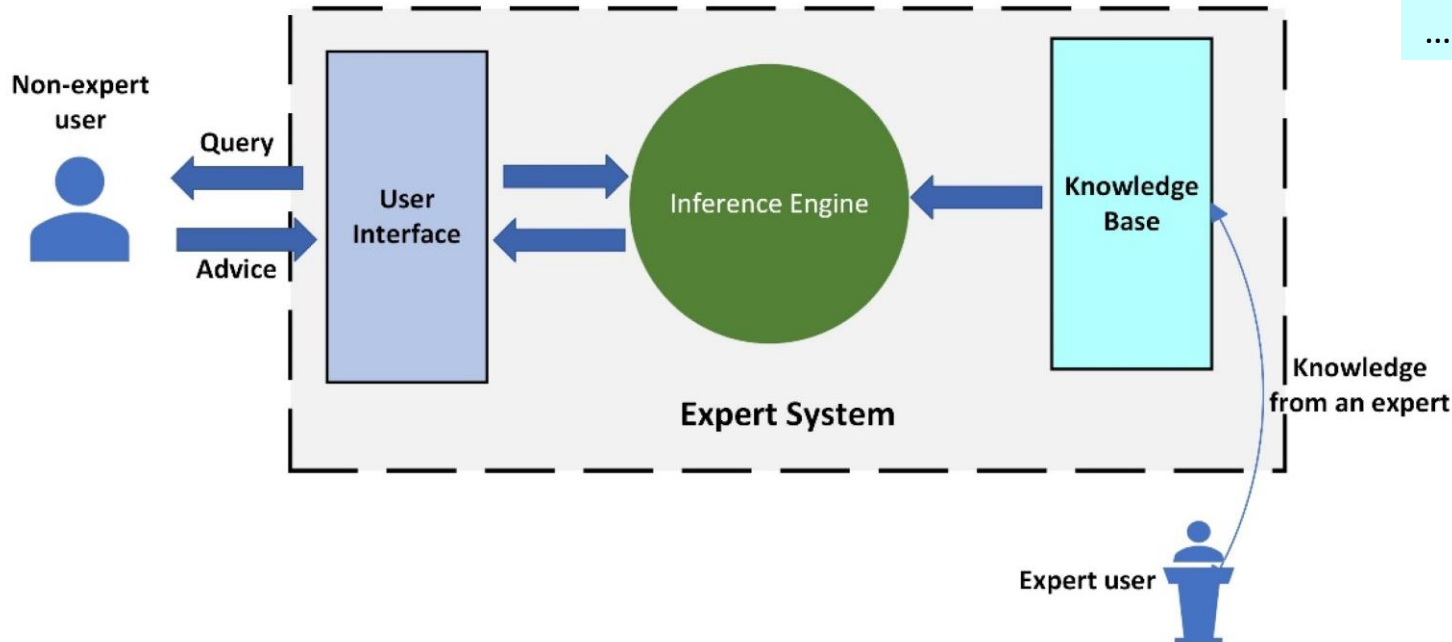 ...
Non-expert
user
Query
Advice
User
Interface
Inference Engine
Knowledge
Base
Expert System
Knowledge
from an expert
Expert user